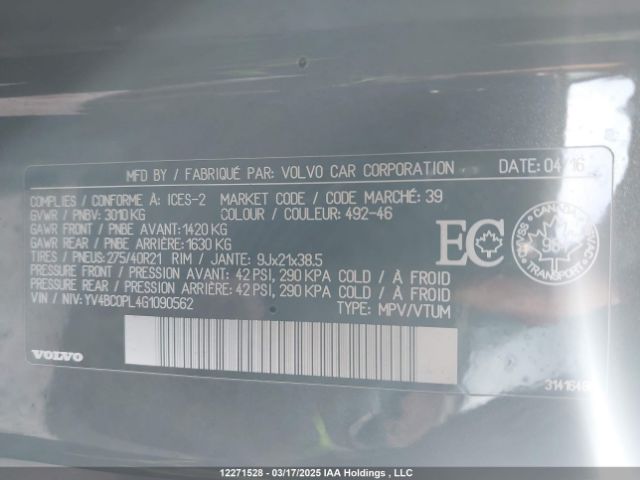 MFD BY / FABRIQUÉ PAR: VOLVO CAR CORPORATION DATE: 04/16
COMPLIES / CONFORME À: ICES-2 MARKET CODE / CODE MARCHÉ: 39
GVWR / PNBV: 3010 KG COLOUR / COULEUR: 492-46
GAWR FRONT / PNBE AVANT: 1420 KG
GAWR REAR / PNBE ARRIÈRE: 1630 KG
TIRES / PNEUS: 275/40R21 RIM / JANTE: 9Jx21x38.5
PRESSURE FRONT / PRESSION AVANT: 42 PSI, 290 KPA COLD / À FROID
PRESSURE REAR / PRESSION ARRIÈRE: 42 PSI, 290 KPA COLD / À FROID
VIN / NIV: YV4BC0PL4G1090562 TYPE: MPV/VTUM
EC
CANADA
TRANSPORT
VOLVO
12271528 - 03/17/2025 IAA Holdings , LLC